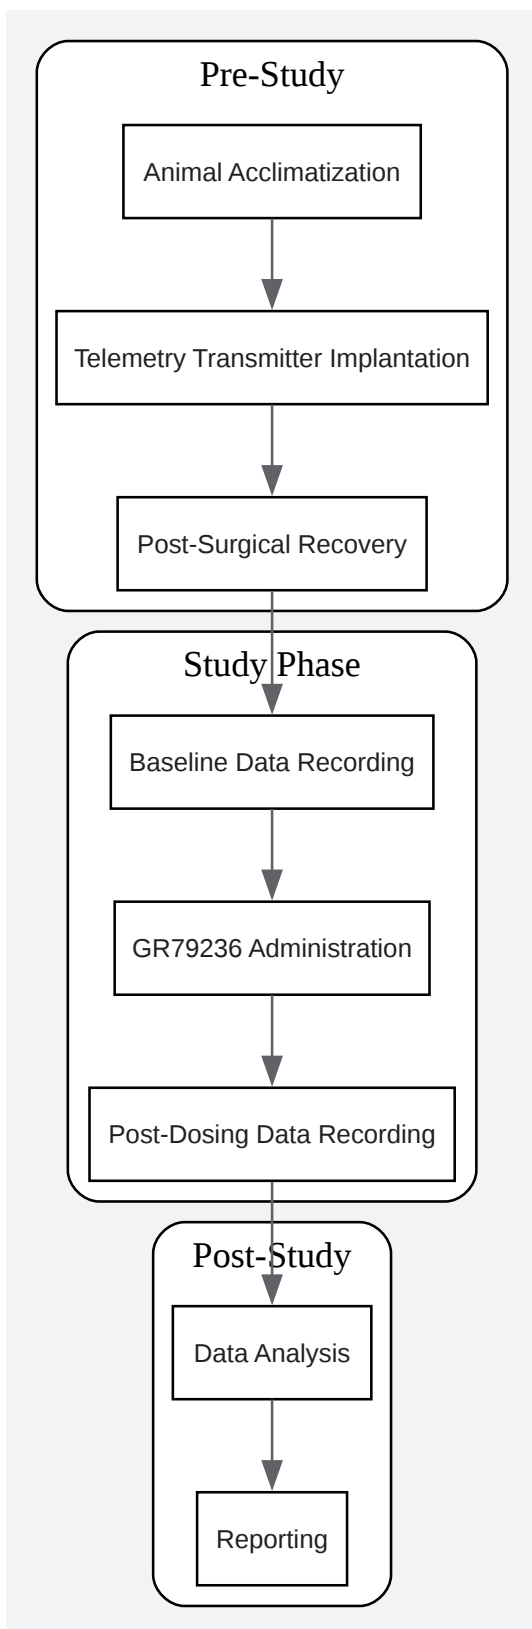 Pre-Study
Animal Acclimatization
Telemetry Transmitter Implantation
Post-Surgical Recovery
Study Phase
Baseline Data Recording
GR79236 Administration
Post-Dosing Data Recording
Post-Study
Data Analysis
Reporting